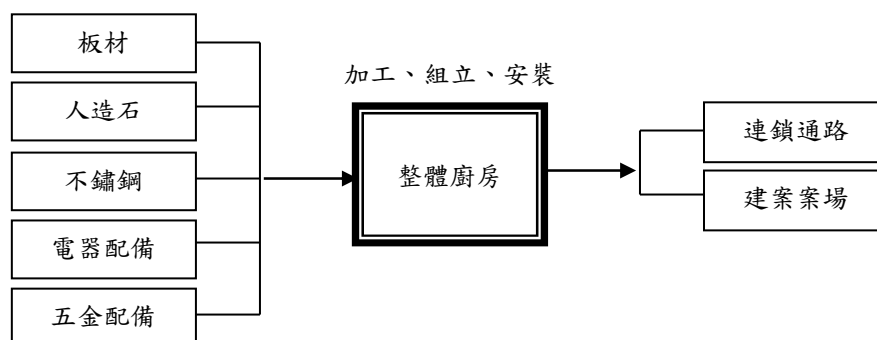 板材
人造石
不鏽鋼
電器配備
五金配備
加工、組立、安裝
整體廚房
連鎖通路
建案案場